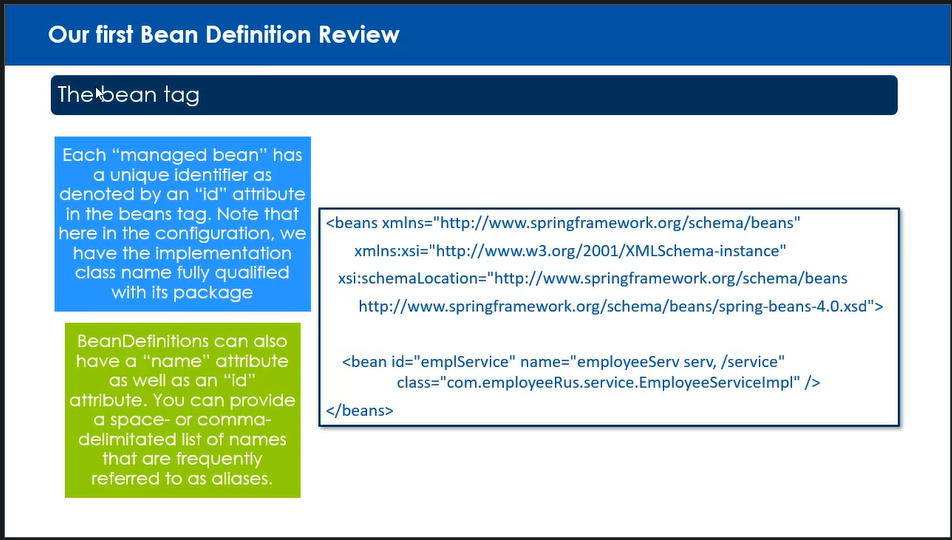 Our first Bean Definition Review
The bean tag
Each “managed bean” has
a unique identifier as
denoted by an “id” attribute
in the beans tag. Note that
here in the configuration, we
have the implementation
class name fully qualified
with its package
BeanDefinitions can also
have a “name” attribute
as well as an “id”
attribute. You can provide
a space- or comma-
delimitated list of names
that are frequently
referred to as aliases.
<beans xmlns="http://www.springframework.org/schema/beans"
xmlns:xsi="http://www.w3.org/2001/XMLSchema-instance"
xsi:schemaLocation="http://www.springframework.org/schema/beans
http://www.springframework.org/schema/beans/spring-beans-4.0.xsd">
<bean id="emplService" name="employeeServ serv, /service"
class="com.employeeRus.service.EmployeeServiceImpl" />
</beans>